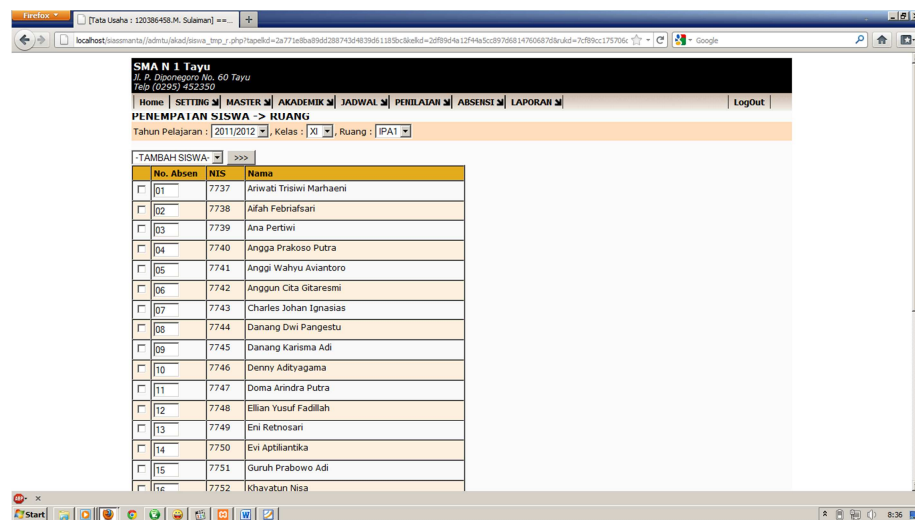 Firefox
[Tata Usaha : 120386458.M. Sulaiman] ==...
+
localhost/siassmanta//admtu/akad/siswa_tmp_r.php?tapelkd=2a771e8ba89dd288743d4839d61185bc&kelkd=2df89d4a12f44a5cc897d6814760687d&rukd=7cf89cc175706c
Google
SMA N 1 Tayu
Jl. P. Diponegoro No. 60 Tayu
Telp (0295) 452350
Home SETTING MASTER AKADEMIK JADWAL PENILAIAN ABSENSI LAPORAN LogOut
PENEMPATAN SISWA -> RUANG
Tahun Pelajaran : 2011/2012 , Kelas : XI , Ruang : IPA1
-TAMBAH SISWA- >>>
No. Absen NIS Nama
01 7737 Ariwati Trisiwi Marhaeni
02 7738 Aifah Febriafsari
03 7739 Ana Pertiwi
04 7740 Angga Prakoso Putra
05 7741 Anggi Wahyu Aviantoro
06 7742 Anggun Cita Gitaresmi
07 7743 Charles Johan Ignasias
08 7744 Danang Dwi Pangestu
09 7745 Danang Karisma Adi
10 7746 Denny Adityagama
11 7747 Doma Arindra Putra
12 7748 Ellian Yusuf Fadillah
13 7749 Eni Retnosari
14 7750 Evi Aptiliantika
15 7751 Guruh Prabowo Adi
16 7752 Khayatun Nisa
Start
8:36